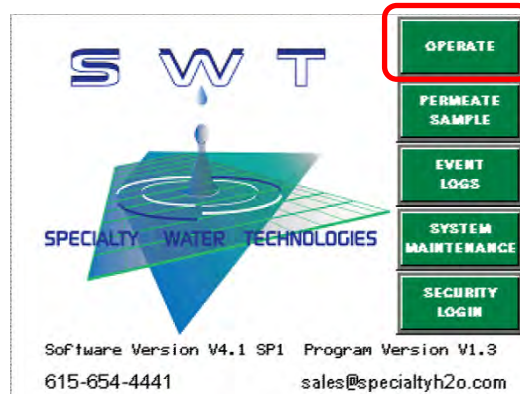 SWT
OPERATE
PERMEATE
SAMPLE
EVENT
LOGS
SPECIALTY WATER TECHNOLOGIES
SYSTEM
MAINTENANCE
SECURITY
LOGIN
Software Version V4.1 SP1 Program Version V1.3
615-654-4441 sales@specialtyh2o.com